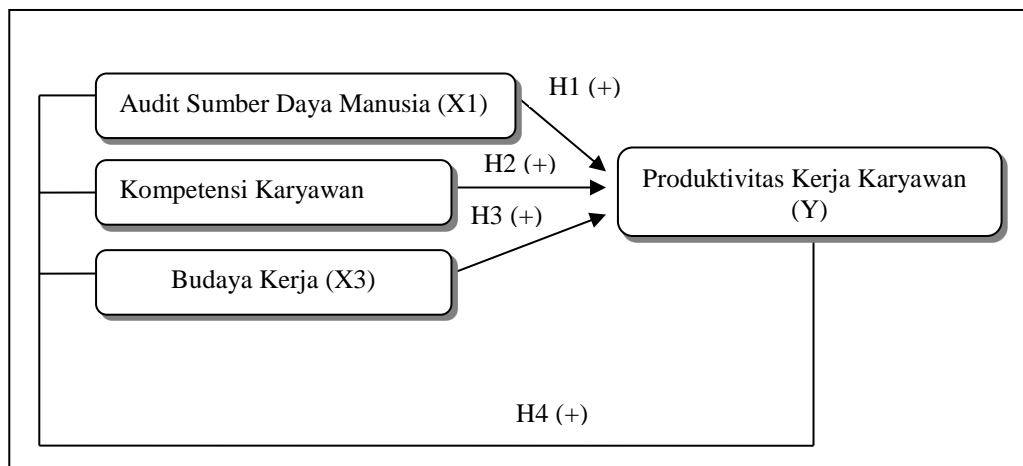 Audit Sumber Daya Manusia (X1)
H1 (+)
Kompetensi Karyawan
H2 (+)
Produktivitas Kerja Karyawan
(Y)
H3 (+)
Budaya Kerja (X3)
H4 (+)